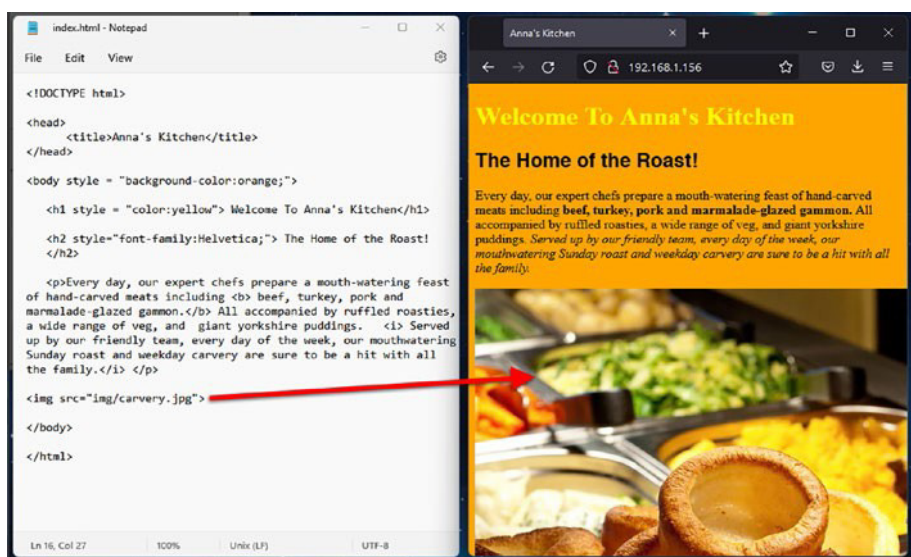 index.html - Notepad
File Edit View
<!DOCTYPE html>
<head>
<title>Anna's Kitchen</title>
</head>
<body style = "background-color:orange;">
<h1 style = "color:yellow"> Welcome To Anna's Kitchen</h1>
<h2 style="font-family:Helvetica;"> The Home of the Roast!
</h2>
<p>Every day, our expert chefs prepare a mouth-watering feast
of hand-carved meats including <b> beef, turkey, pork and
marmalade-glazed gammon.</b> All accompanied by ruffled roasties,
a wide range of veg, and giant yorkshire puddings. <i> Served
up by our friendly team, every day of the week, our mouthwatering
Sunday roast and weekday carvery are sure to be a hit with all
the family.</i> </p>
<img src="img/carvery.jpg">
</body>
</html>
Ln 16, Col 27 100% Unix (LF) UTF-8
Anna's Kitchen
192.168.1.156
Welcome To Anna's Kitchen
The Home of the Roast!
Every day, our expert chefs prepare a mouth-watering feast of hand-carved
meats including beef, turkey, pork and marmalade-glazed gammon. All
accompanied by ruffled roasties, a wide range of veg, and giant yorkshire
puddings. Served up by our friendly team, every day of the week, our
mouthwatering Sunday roast and weekday carvery are sure to be a hit with all
the family.